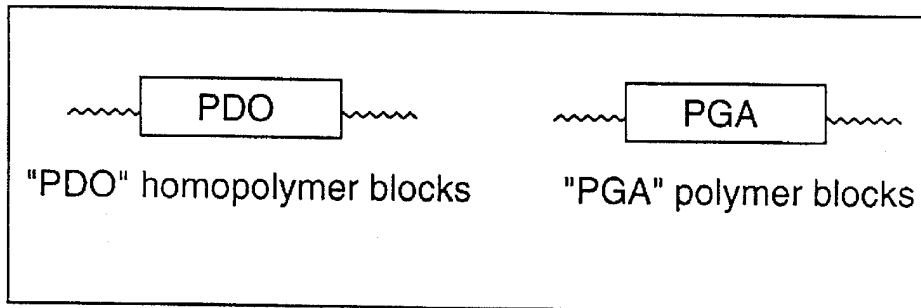 PDO
PGA
"PDO" homopolymer blocks
"PGA" polymer blocks